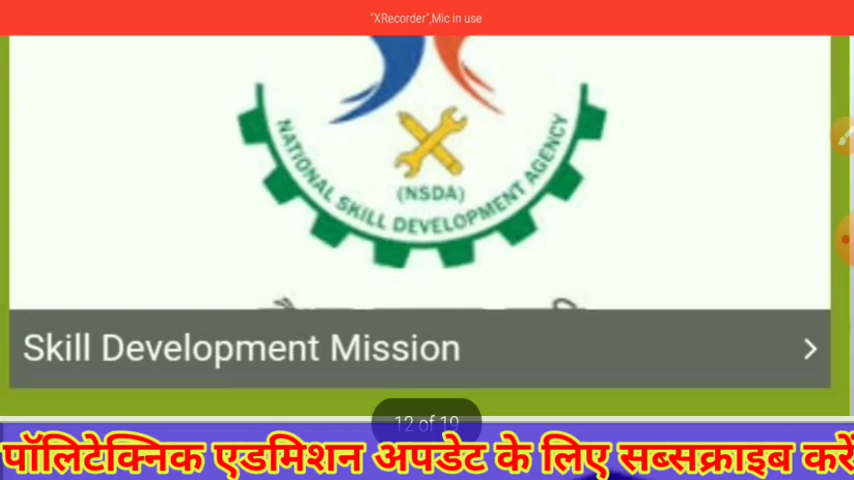 "XRecorder",Mic in use
NATIONAL SKILL DEVELOPMENT AGENCY
(NSDA)
Skill Development Mission
12 of 19
पॉलिटेक्निक एडमिशन अपडेट के लिए सब्सक्राइब करें